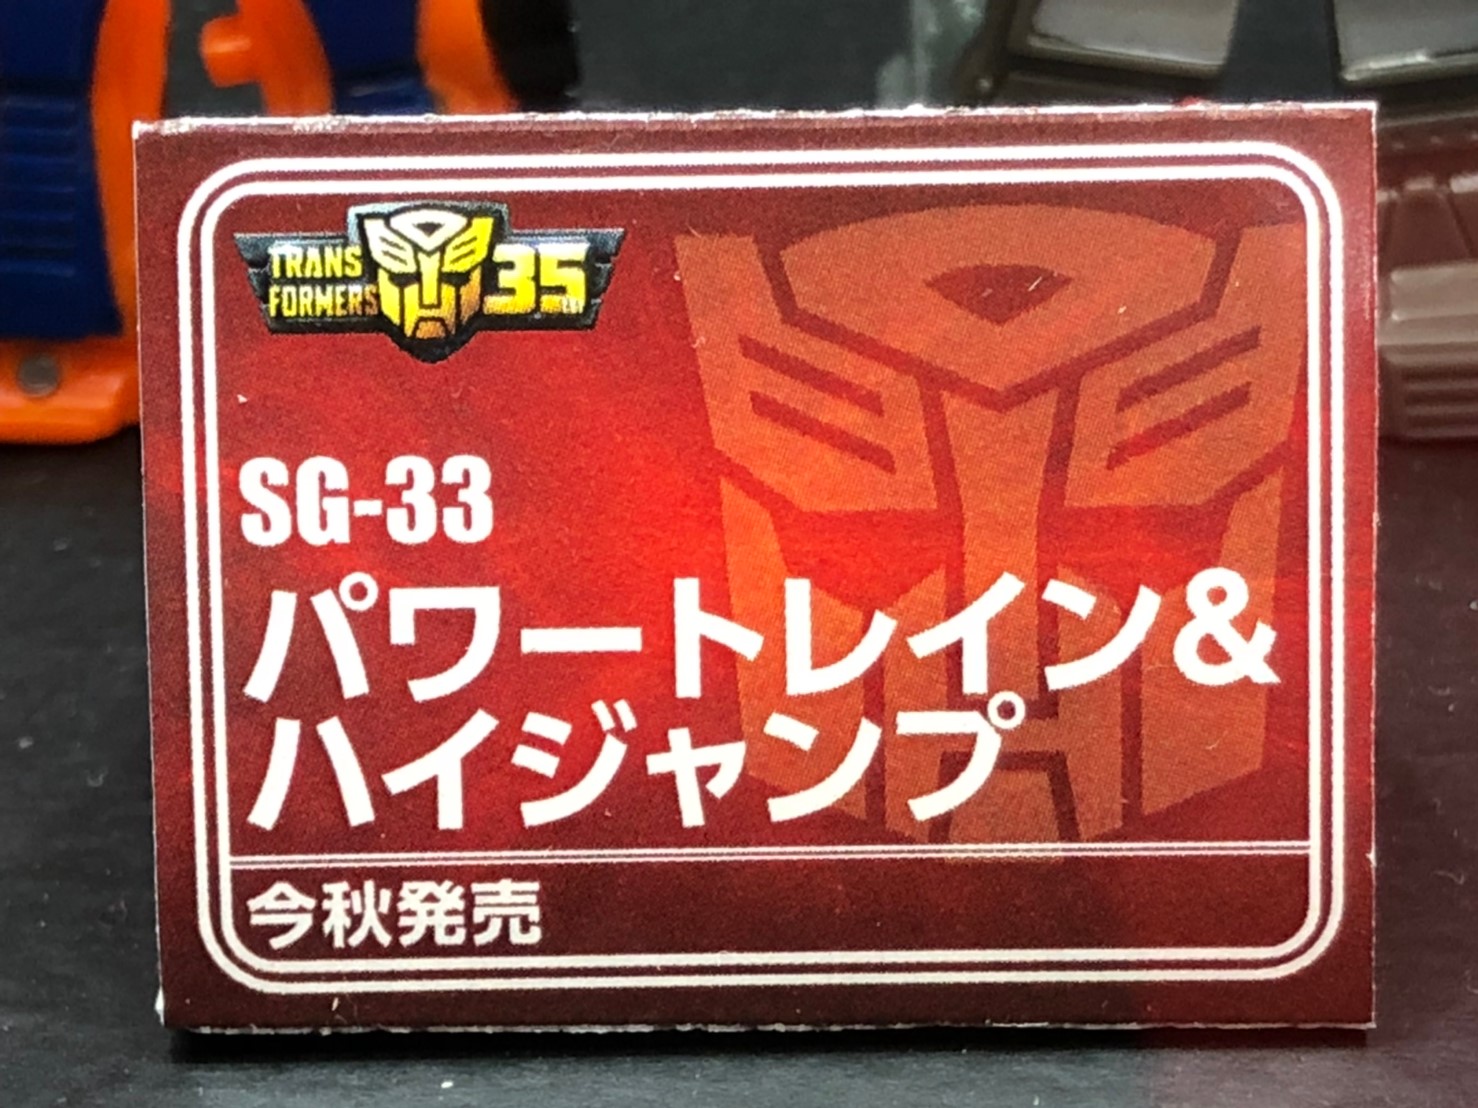 TRANS
FORMERS 35
SG-33
パワートレイン&
ハイジャンプ
今秋発売